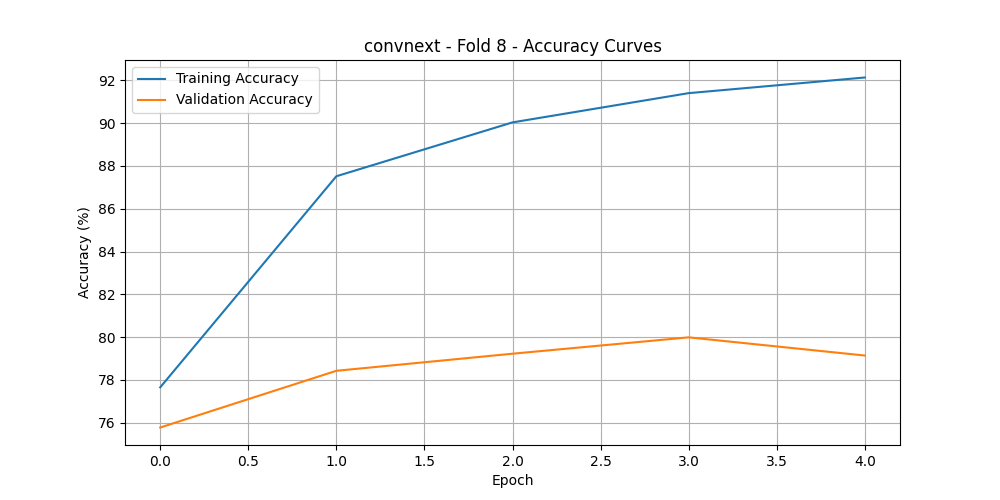 convnext - Fold 8 - Accuracy Curves
Training Accuracy
Validation Accuracy
Accuracy (%)
92
90
88
86
84
82
80
78
76
0.0 0.5 1.0 1.5 2.0 2.5 3.0 3.5 4.0
Epoch